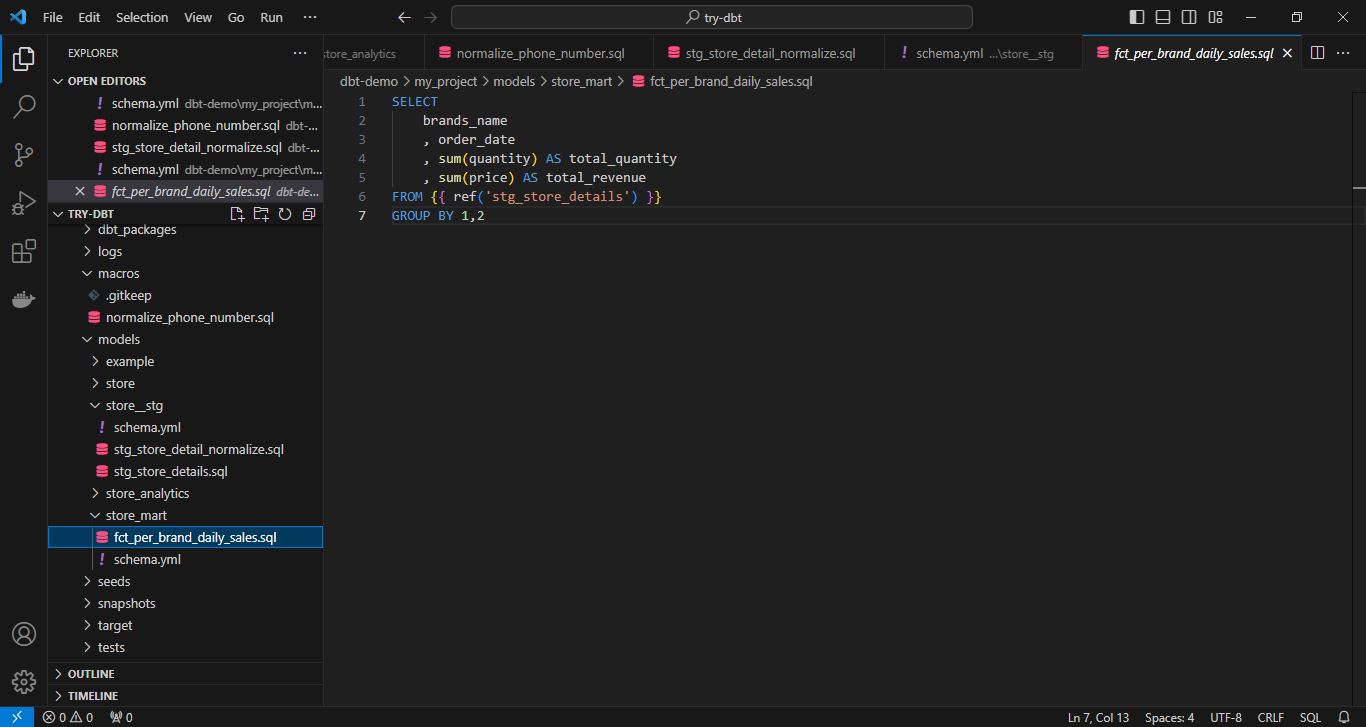 File Edit Selection View Go Run ··· try-dbt
EXPLORER ···
OPEN EDITORS
! schema.yml dbt-demo\my_project\m...
normalize_phone_number.sql dbt-...
stg_store_detail_normalize.sql dbt-...
! schema.yml dbt-demo\my_project\m...
fct_per_brand_daily_sales.sql dbt-de...
TRY-DBT
dbt_packages
logs
macros
.gitkeep
normalize_phone_number.sql
models
example
store
store__stg
! schema.yml
stg_store_detail_normalize.sql
stg_store_details.sql
store_analytics
store_mart
fct_per_brand_daily_sales.sql
! schema.yml
seeds
snapshots
target
tests
OUTLINE
TIMELINE
store_analytics normalize_phone_number.sql stg_store_detail_normalize.sql ! schema.yml ...\store__stg fct_per_brand_daily_sales.sql ···
dbt-demo > my_project > models > store_mart > fct_per_brand_daily_sales.sql
1 SELECT
2 brands_name
3 , order_date
4 , sum(quantity) AS total_quantity
5 , sum(price) AS total_revenue
6 FROM {{ ref('stg_store_details') }}
7 GROUP BY 1,2
0 0 0 Ln 7, Col 13 Spaces: 4 UTF-8 CRLF SQL